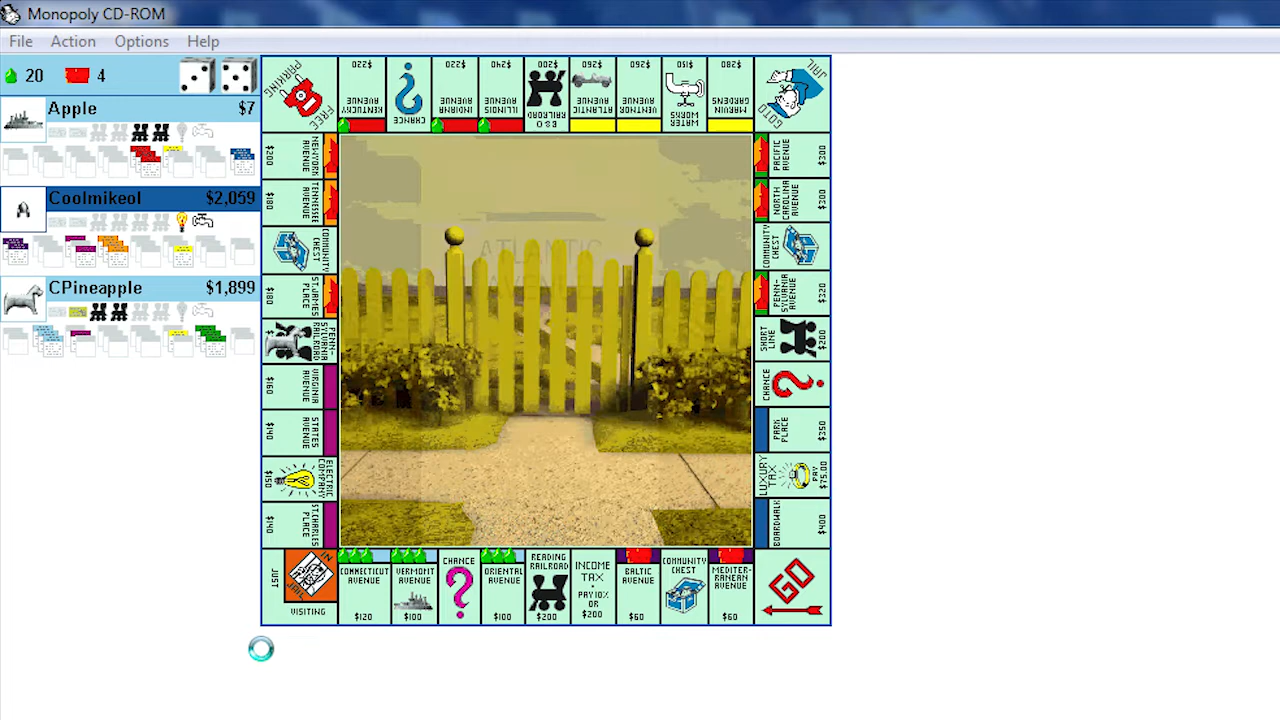 Monopoly CD-ROM
File Action Options Help
20 4
Apple $7
Coolmikeol $2,059
CPineapple $1,899
FREE PARKING
$220 KENTUCKY AVENUE
CHANCE
$220 INDIANA AVENUE
$240 ILLINOIS AVENUE
$200 B&O RAILROAD
$260 ATLANTIC AVENUE
$260 VENTNOR AVENUE
$150 WATER WORKS
$280 MARVIN GARDENS
GO TO JAIL
$200 NEW YORK AVENUE
$180 TENNESSEE AVENUE
COMMUNITY CHEST
$180 ST. JAMES PLACE
PENNSYLVANIA RAILROAD
$160 VIRGINIA AVENUE
$140 STATES AVENUE
$150 ELECTRIC COMPANY
$140 ST. CHARLES PLACE
ATLANTIC
PACIFIC AVENUE $300
NORTH CAROLINA AVENUE $300
COMMUNITY CHEST
PENN- SYLVANIA AVENUE $320
SHORT LINE $200
CHANCE
PARK PLACE $350
LUXURY TAX PAY $75.00
BOARDWALK $400
JUST VISITING
IN JAIL
CONNECTICUT AVENUE $120
VERMONT AVENUE $100
CHANCE
ORIENTAL AVENUE $100
READING RAILROAD $200
INCOME TAX • PAY 10% OR $200
BALTIC AVENUE $60
COMMUNITY CHEST
MEDITER- RANEAN AVENUE $60
GO